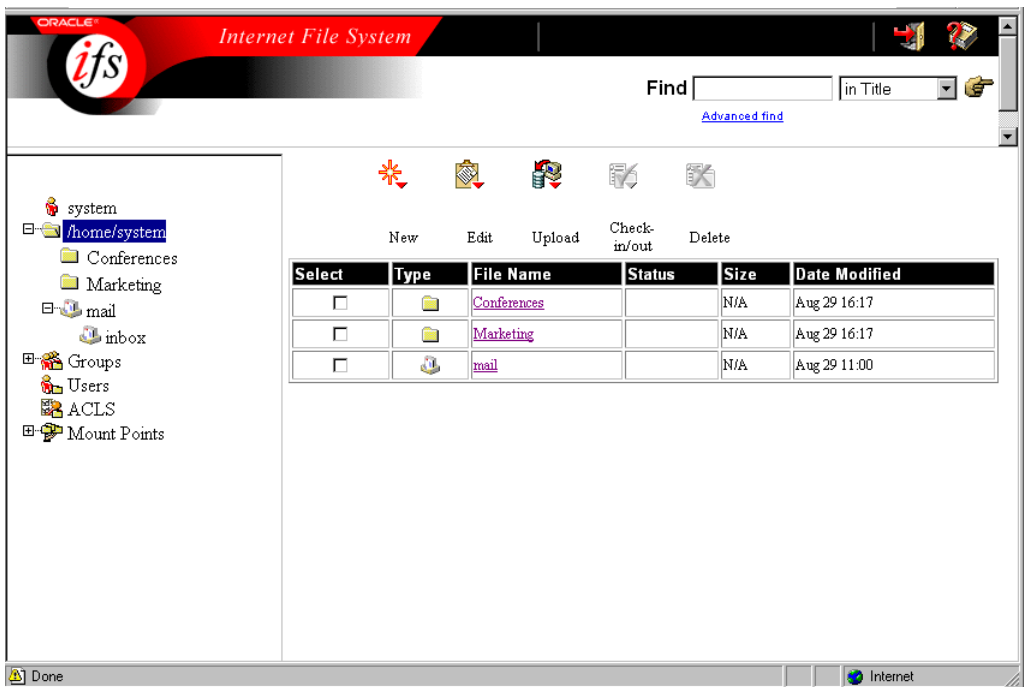 ORACLE®
ifs
Internet File System
Find
in Title
Advanced find
system
/home/system
Conferences
Marketing
mail
inbox
Groups
Users
ACLS
Mount Points
New Edit Upload Check-in/out Delete
Select Type File Name Status Size Date Modified
Conferences N/A Aug 29 16:17
Marketing N/A Aug 29 16:17
mail N/A Aug 29 11:00
Done Internet